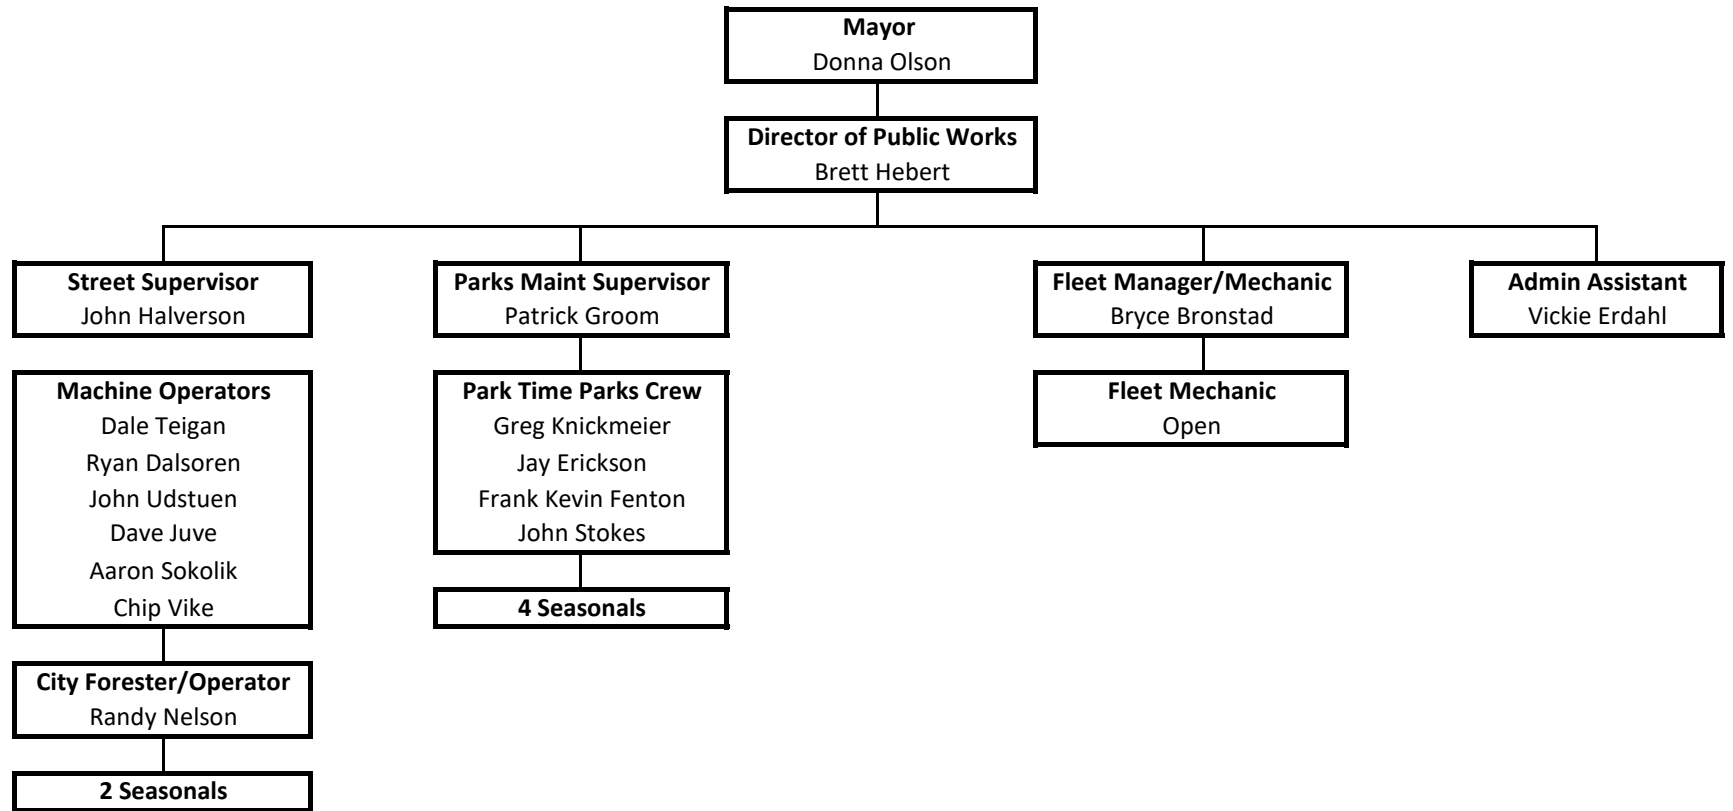 Mayor
Donna Olson
Director of Public Works
Brett Hebert
Street Supervisor
John Halverson
Parks Maint Supervisor
Patrick Groom
Fleet Manager/Mechanic
Bryce Bronstad
Admin Assistant
Vickie Erdahl
Machine Operators
Dale Teigan
Ryan Dalsoren
John Udstuen
Dave Juve
Aaron Sokolik
Chip Vike
Park Time Parks Crew
Greg Knickmeier
Jay Erickson
Frank Kevin Fenton
John Stokes
Fleet Mechanic
Open
4 Seasonals
City Forester/Operator
Randy Nelson
2 Seasonals